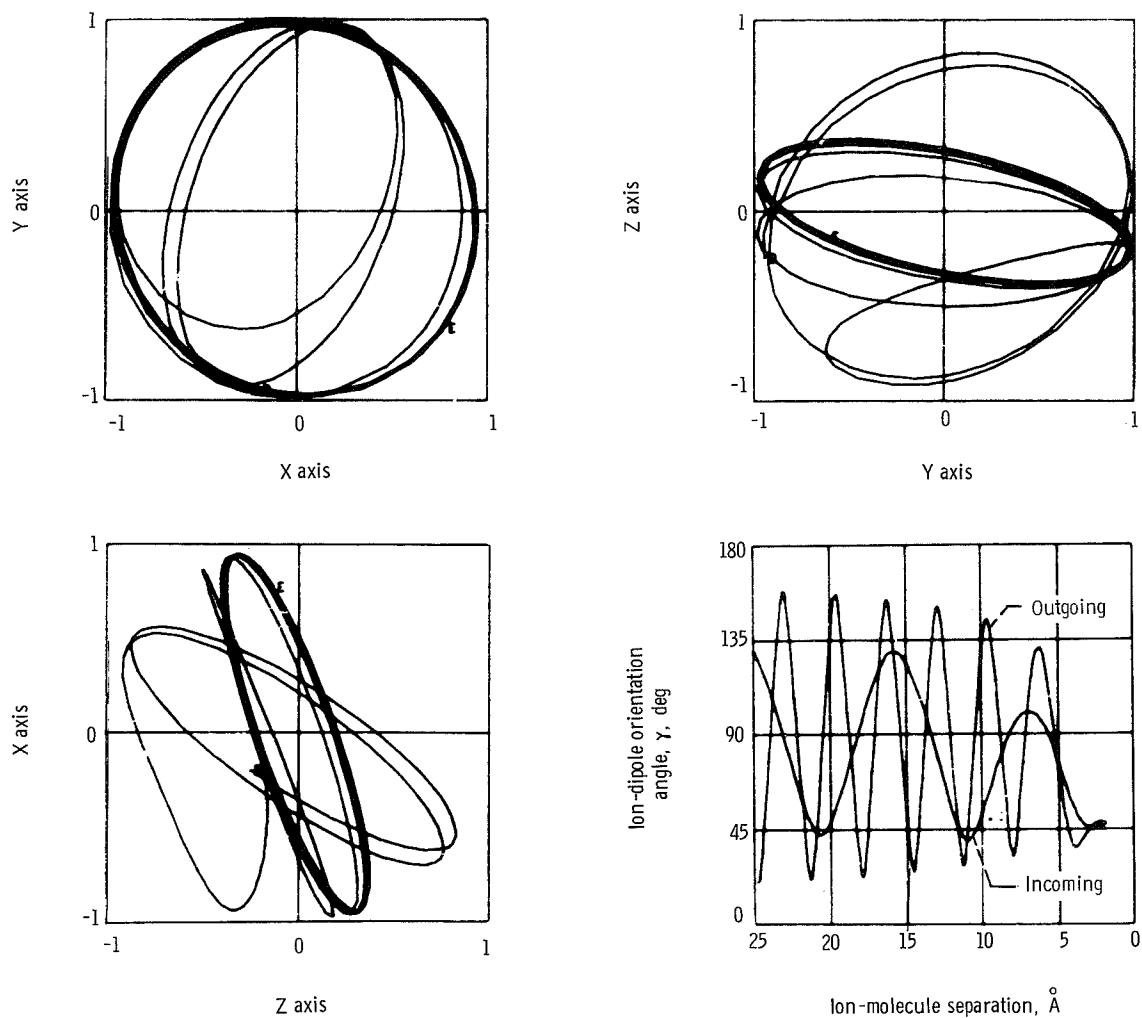 1
Y axis
0
-1
-1
0
1
X axis
1
Z axis
0
-1
-1
0
1
Y axis
1
X axis
0
-1
-1
0
1
Z axis
180
135
90
45
0
Ion-dipole orientation
angle, γ, deg
Outgoing
Incoming
25
20
15
10
5
0
Ion-molecule separation, Å